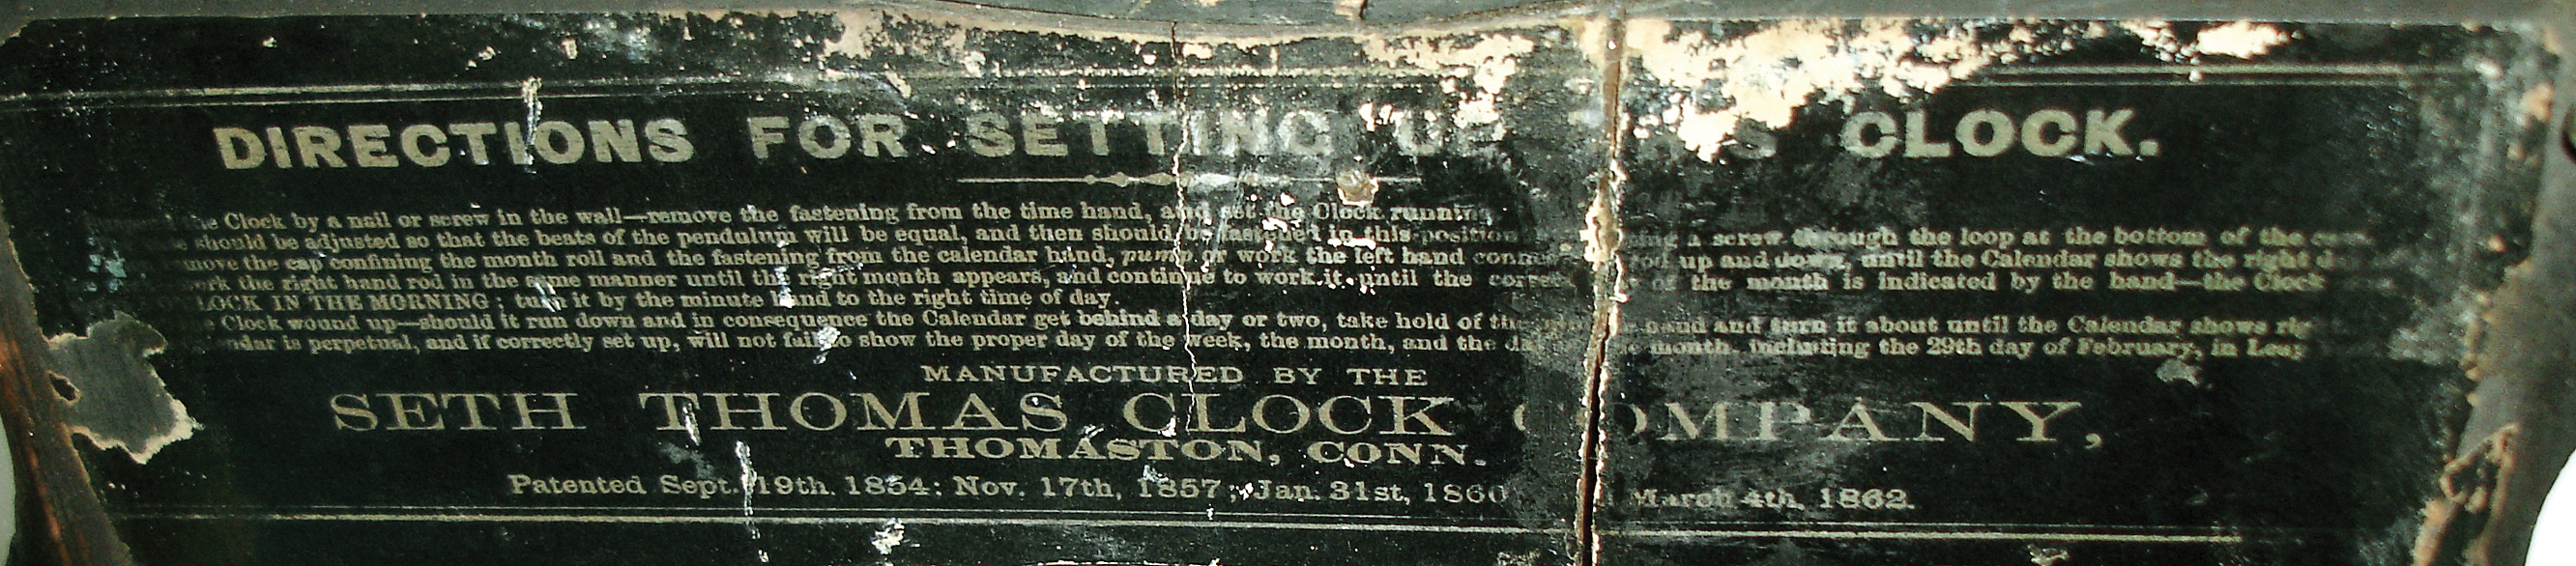 DIRECTIONS FOR SETTING CLOCK.
Clock by a nail or screw in the wall—remove the fastening from the time hand, and set the Clock running
should be adjusted so that the beats of the pendulum will be equal, and then should be fastened in this position a screw through the loop at the bottom of the
the cap confining the month roll and the fastening from the calendar hand, pump or work the left hand up and down, until the Calendar shows the right
the right hand rod in the same manner until the right month appears, and continue to work it until the of the month is indicated by the hand—the Clock
IN THE MORNING; turn it by the minute hand to the right time of day.
Clock wound up—should it run down and in consequence the Calendar get behind a day or two, take hold of and turn it about until the Calendar shows
is perpetual, and if correctly set up, will not fail to show the proper day of the week, the month, and the month, including the 29th day of February, in
MANUFACTURED BY THE
SETH THOMAS CLOCK COMPANY,
THOMASTON, CONN.
Patented Sept. 19th. 1854; Nov. 17th, 1857; Jan. 31st, 1860 March 4th, 1862.